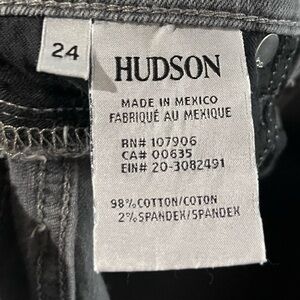 24
HUDSON
MADE IN MEXICO
FABRIQUÉ AU MEXIQUE
RN# 107906
CA# 00635
EIN# 20-3082491
98% COTTON/COTON
2% SPANDEX/SPANDEX